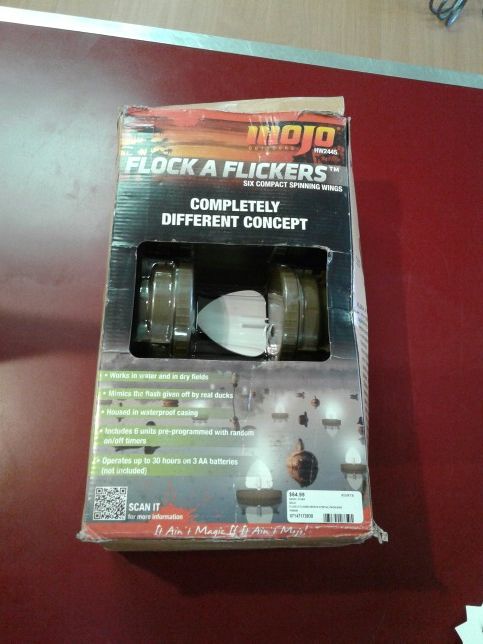 mojo
OUTDOORS
HW2445
FLOCK A FLICKERS™
SIX COMPACT SPINNING WINGS
COMPLETELY
DIFFERENT CONCEPT
• Works in water and in dry fields
• Mimics the flash given off by real ducks
• Housed in waterproof casing
• Includes 6 units pre-programmed with random
on/off timers
• Operates up to 30 hours on 3 AA batteries
(not included)
SCAN IT
for more information
It Ain't Magic If It Ain't Mojo!